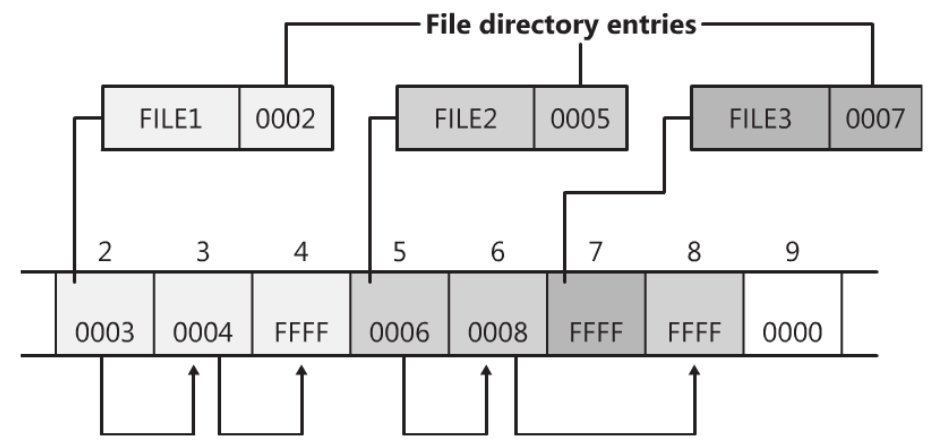 File directory entries
FILE1 0002 FILE2 0005 FILE3 0007
2 3 4 5 6 7 8 9
0003 0004 FFFF 0006 0008 FFFF FFFF 0000